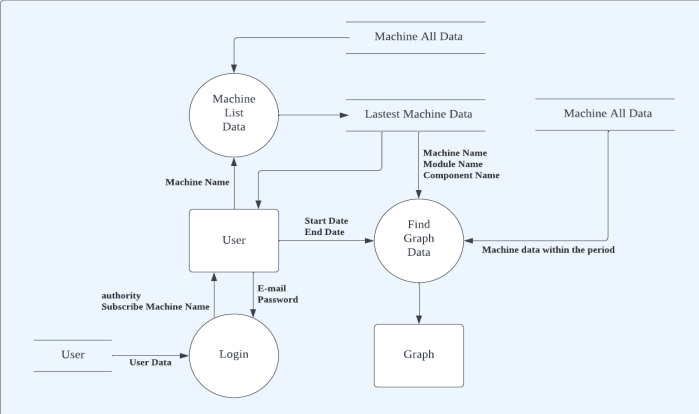 Machine All Data
Machine
List
Data
Lastest Machine Data
Machine All Data
Machine Name
Module Name
Component Name
Machine Name
Start Date
End Date
User
Find
Graph
Data
Machine data within the period
E-mail
Password
authority
Subscribe Machine Name
User
User Data
Login
Graph